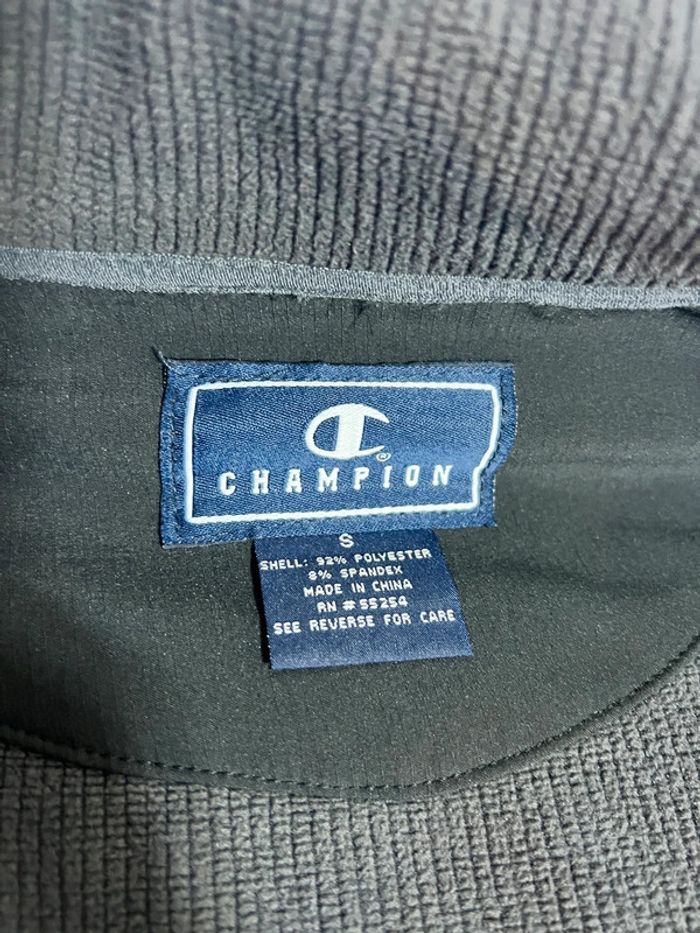 C®
CHAMPION
S
SHELL: 92% POLYESTER
8% SPANDEX
MADE IN CHINA
RN #55254
SEE REVERSE FOR CARE